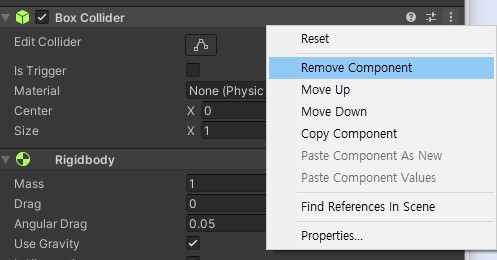 Box Collider
Reset
Edit Collider
Remove Component
Is Trigger
Move Up
Material None (Physic
Move Down
Center X 0
Copy Component
Size X 1
Paste Component As New
Rigidbody
Paste Component Values
Mass 1
Find References In Scene
Drag 0
Angular Drag 0.05
Properties...
Use Gravity